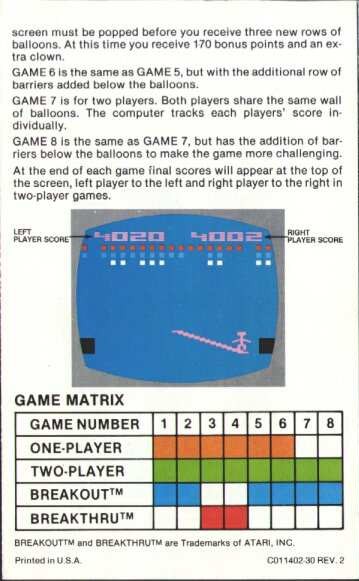 screen must be popped before you receive three new rows of
balloons. At this time you receive 170 bonus points and an ex-
tra clown.
GAME 6 is the same as GAME 5, but with the additional row of
barriers added below the balloons.
GAME 7 is for two players. Both players share the same wall
of balloons. The computer tracks each players' score in-
dividually.
GAME 8 is the same as GAME 7, but has the addition of bar-
riers below the balloons to make the game more challenging.
At the end of each game final scores will appear at the top of
the screen, left player to the left and right player to the right in
two-player games.
LEFT
PLAYER SCORE
4020 4002
RIGHT
PLAYER SCORE
GAME MATRIX
GAME NUMBER 1 2 3 4 5 6 7 8
ONE-PLAYER
TWO-PLAYER
BREAKOUT™
BREAKTHRU™
BREAKOUT™ and BREAKTHRU™ are Trademarks of ATARI, INC.
Printed in U.S.A. C011402-30 REV. 2